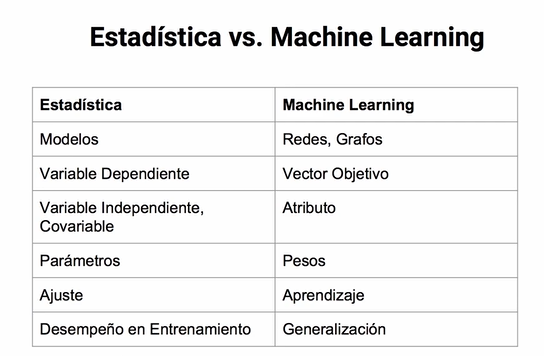 Estadística vs. Machine Learning
Estadística Machine Learning
Modelos Redes, Grafos
Variable Dependiente Vector Objetivo
Variable Independiente, Atributo
Covariable
Parámetros Pesos
Ajuste Aprendizaje
Desempeño en Entrenamiento Generalización